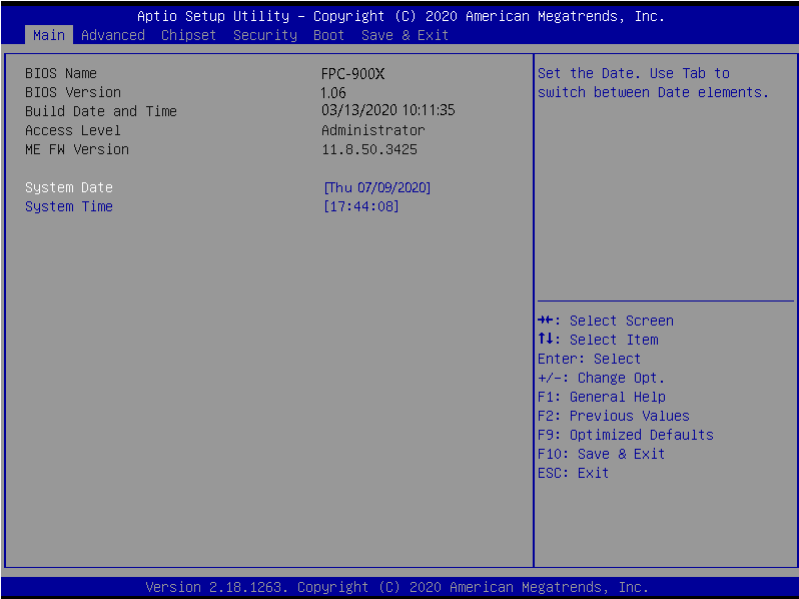 Aptio Setup Utility – Copyright (C) 2020 American Megatrends, Inc.
Main Advanced Chipset Security Boot Save & Exit
BIOS Name FPC-900X
BIOS Version 1.06
Build Date and Time 03/13/2020 10:11:35
Access Level Administrator
ME FW Version 11.8.50.3425
System Date [Thu 07/09/2020]
System Time [17:44:08]
Set the Date. Use Tab to
switch between Date elements.
→←: Select Screen
↑↓: Select Item
Enter: Select
+/-: Change Opt.
F1: General Help
F2: Previous Values
F9: Optimized Defaults
F10: Save & Exit
ESC: Exit
Version 2.18.1263. Copyright (C) 2020 American Megatrends, Inc.